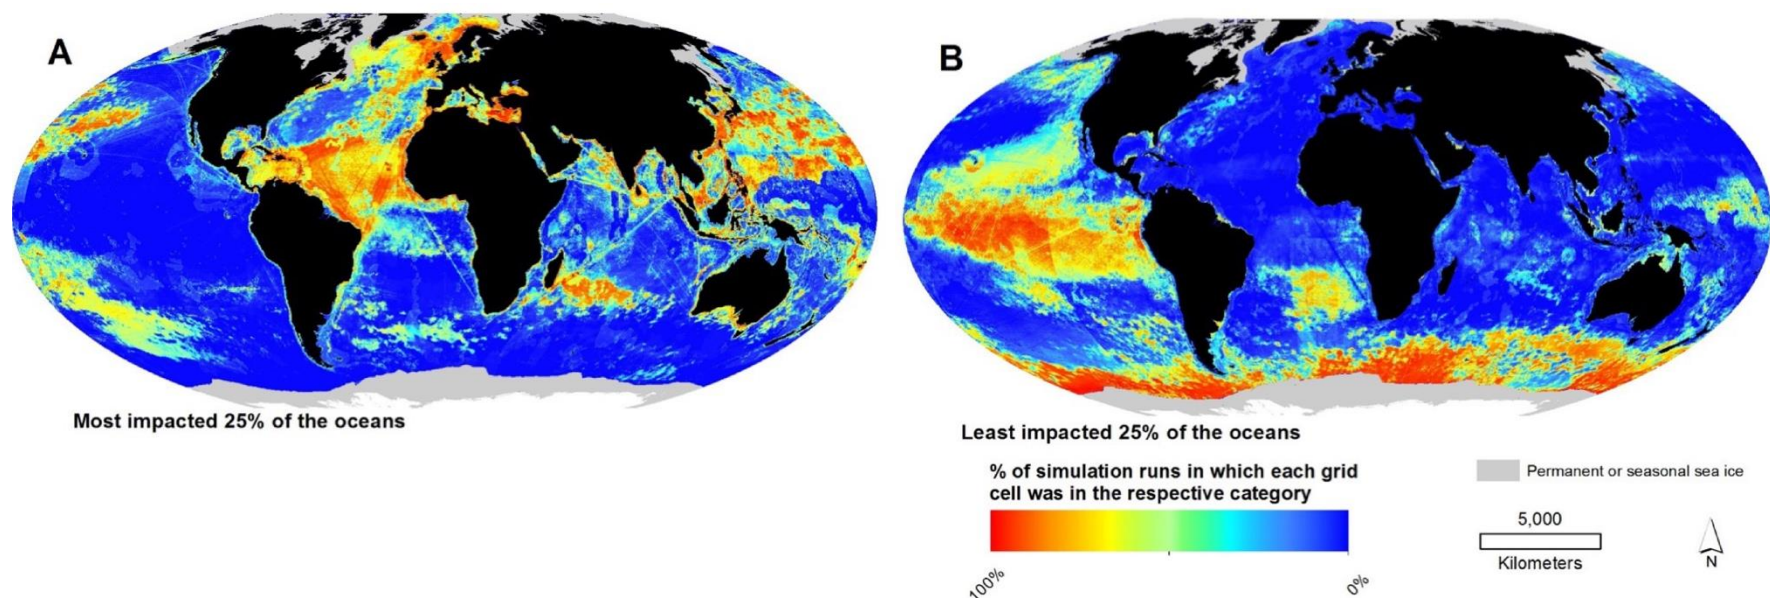 A
B
Most impacted 25% of the oceans
Least impacted 25% of the oceans
% of simulation runs in which each grid
cell was in the respective category
100%
0%
Permanent or seasonal sea ice
5,000
Kilometers
N